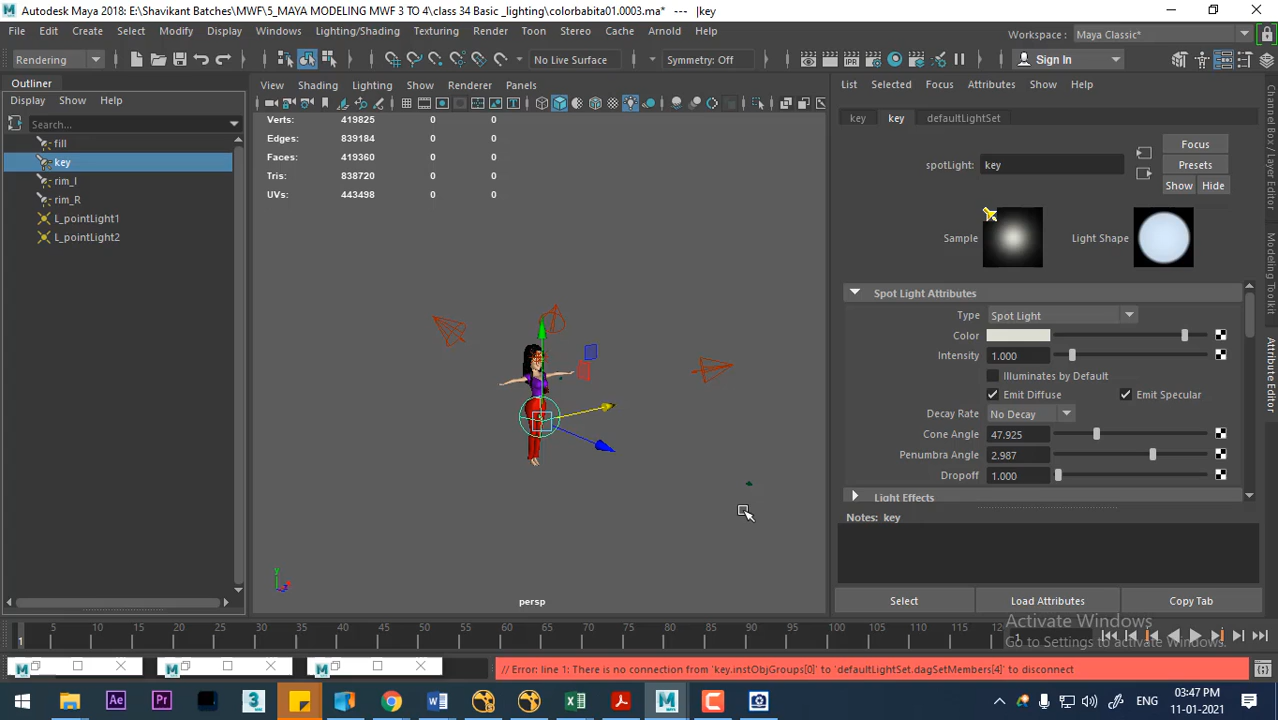 Autodesk Maya 2018: E:\Shavikant Batches\MWF\5_MAYA MODELING MWF 3 TO 4\class 34 Basic _lighting\colorbabita01.0003.ma* --- |key
File Edit Create Select Modify Display Windows Lighting/Shading Texturing Render Toon Stereo Cache Arnold Help
Workspace : Maya Classic*
Rendering
No Live Surface
Symmetry: Off
Sign In
Outliner
Display Show Help
Search...
fill
key
rim_l
rim_R
L_pointLight1
L_pointLight2
View Shading Lighting Show Renderer Panels
Verts: 419825 0 0
Edges: 839184 0 0
Faces: 419360 0 0
Tris: 838720 0 0
UVs: 443498 0 0
persp
List Selected Focus Attributes Show Help
key key defaultLightSet
Focus
spotLight: key
Presets
Show Hide
Sample
Light Shape
Spot Light Attributes
Type Spot Light
Color
Intensity 1.000
Illuminates by Default
Emit Diffuse Emit Specular
Decay Rate No Decay
Cone Angle 47.925
Penumbra Angle 2.987
Dropoff 1.000
Light Effects
Notes: key
Select Load Attributes Copy Tab
Channel Box / Layer Editor
Modeling Toolkit
Attribute Editor
Activate Windows
Go to Settings to activate Windows.
1 5 10 15 20 25 30 35 40 45 50 55 60 65 70 75 80 85 90 95 100 105 110 115 12 1
// Error: line 1: There is no connection from 'key.instObjGroups[0]' to 'defaultLightSet.dagSetMembers[4]' to disconnect
ENG
03:47 PM
11-01-2021